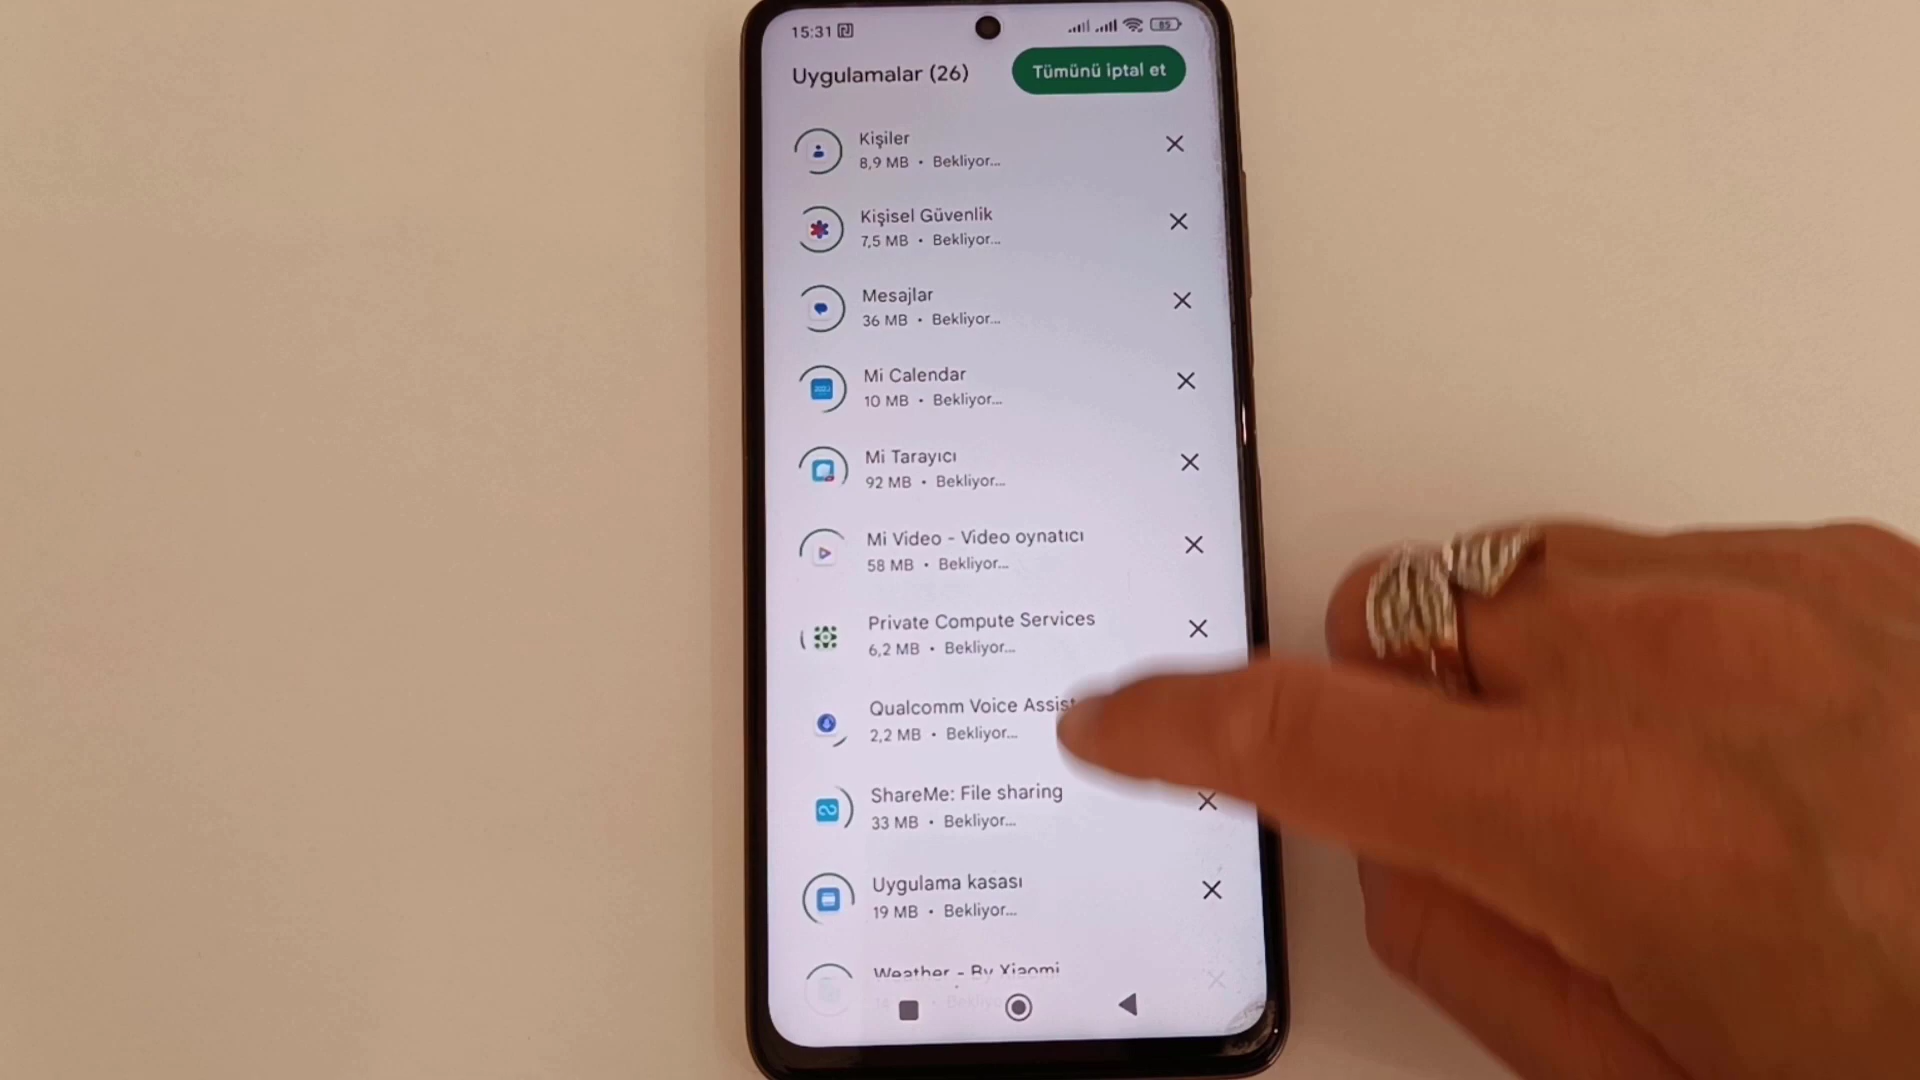 15:31
85
Uygulamalar (26)
Tümünü iptal et
Kişiler
8,9 MB • Bekliyor...
Kişisel Güvenlik
7,5 MB • Bekliyor...
Mesajlar
36 MB • Bekliyor...
Mi Calendar
10 MB • Bekliyor...
Mi Tarayıcı
92 MB • Bekliyor...
Mi Video - Video oynatıcı
58 MB • Bekliyor...
Private Compute Services
6,2 MB • Bekliyor...
Qualcomm Voice Assist
2,2 MB • Bekliyor...
ShareMe: File sharing
33 MB • Bekliyor...
Uygulama kasası
19 MB • Bekliyor...
Weather - By Xiaomi